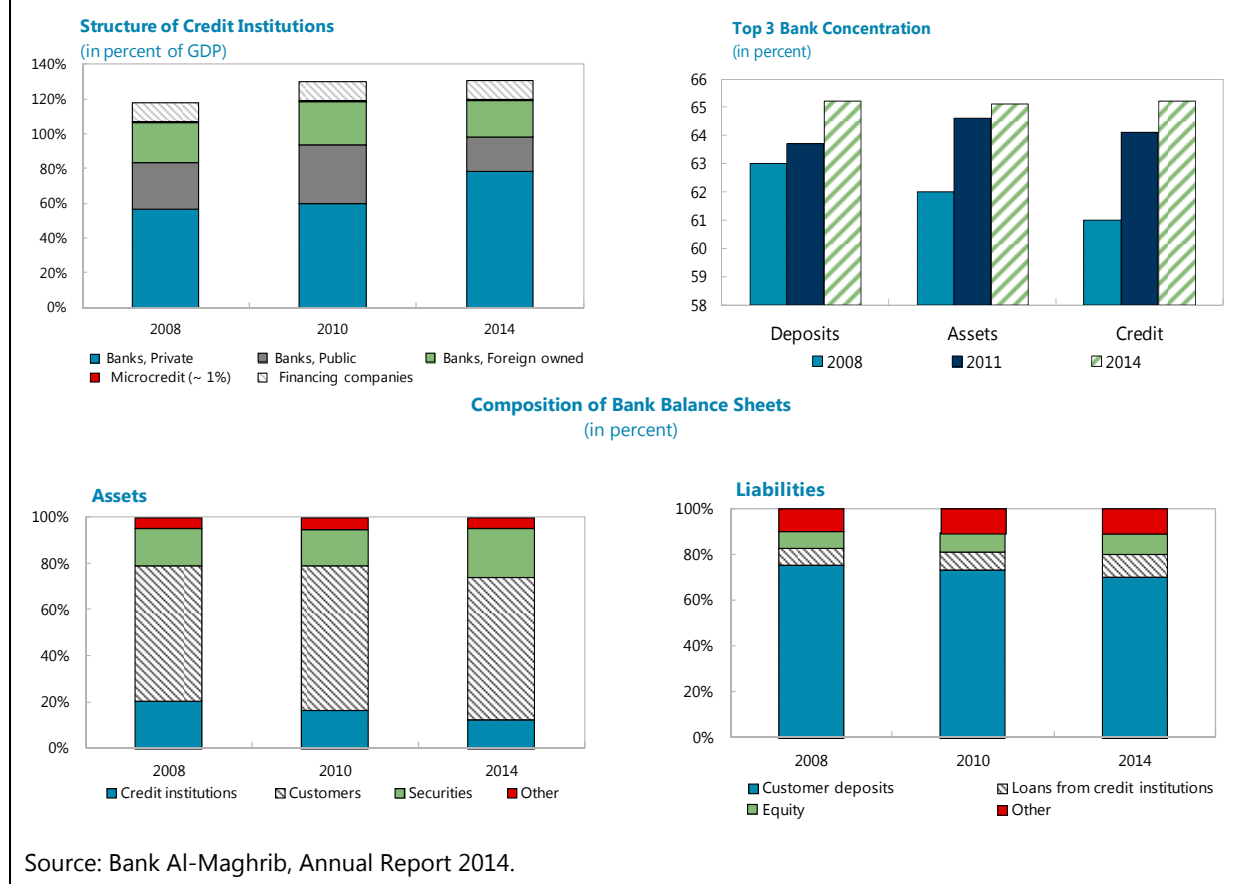 Structure of Credit Institutions
(in percent of GDP)
140%
120%
100%
80%
60%
40%
20%
0%
2008 2010 2014
Banks, Private Banks, Public Banks, Foreign owned
Microcredit (~ 1%) Financing companies
Top 3 Bank Concentration
(in percent)
66
65
64
63
62
61
60
59
58
Deposits Assets Credit
2008 2011 2014
Composition of Bank Balance Sheets
(in percent)
Assets
100%
80%
60%
40%
20%
0%
2008 2010 2014
Credit institutions Customers Securities Other
Liabilities
100%
80%
60%
40%
20%
0%
2008 2010 2014
Customer deposits Loans from credit institutions
Equity Other
Source: Bank Al-Maghrib, Annual Report 2014.